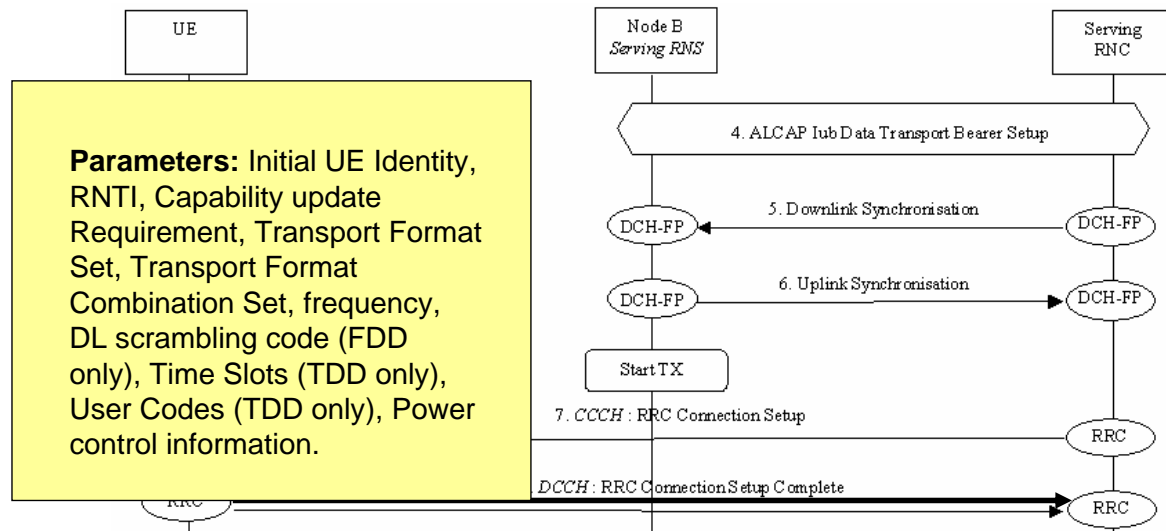 UE
Node B
Serving RNS
Serving
RNC
4. ALCAP Iub Data Transport Bearer Setup
Parameters: Initial UE Identity,
RNTI, Capability update
Requirement, Transport Format
Set, Transport Format
Combination Set, frequency,
DL scrambling code (FDD
only), Time Slots (TDD only),
User Codes (TDD only), Power
control information.
5. Downlink Synchronisation
DCH-FP
DCH-FP
6. Uplink Synchronisation
DCH-FP
DCH-FP
Start TX
7. CCCH : RRC Connection Setup
RRC
DCCH : RRC Connection Setup Complete
RRC
RRC